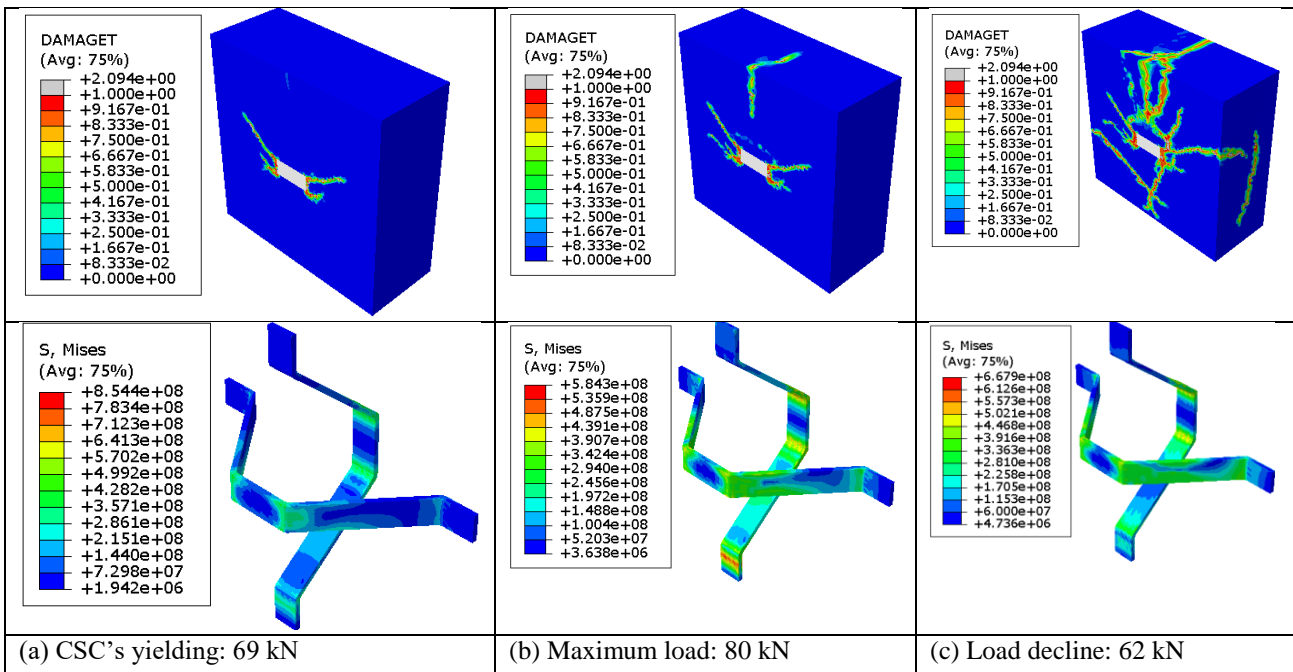 DAMAGET
(Avg: 75%)
+2.094e+00
+1.000e+00
+9.167e-01
+8.333e-01
+7.500e-01
+6.667e-01
+5.833e-01
+5.000e-01
+4.167e-01
+3.333e-01
+2.500e-01
+1.667e-01
+8.333e-02
+0.000e+00
DAMAGET
(Avg: 75%)
+2.094e+00
+1.000e+00
+9.167e-01
+8.333e-01
+7.500e-01
+6.667e-01
+5.833e-01
+5.000e-01
+4.167e-01
+3.333e-01
+2.500e-01
+1.667e-01
+8.333e-02
+0.000e+00
DAMAGET
(Avg: 75%)
+2.094e+00
+1.000e+00
+9.167e-01
+8.333e-01
+7.500e-01
+6.667e-01
+5.833e-01
+5.000e-01
+4.167e-01
+3.333e-01
+2.500e-01
+1.667e-01
+8.333e-02
+0.000e+00
S, Mises
(Avg: 75%)
+8.544e+08
+7.834e+08
+7.123e+08
+6.413e+08
+5.702e+08
+4.992e+08
+4.282e+08
+3.571e+08
+2.861e+08
+2.151e+08
+1.440e+08
+7.298e+07
+1.942e+06
S, Mises
(Avg: 75%)
+5.843e+08
+5.359e+08
+4.875e+08
+4.391e+08
+3.907e+08
+3.424e+08
+2.940e+08
+2.456e+08
+1.972e+08
+1.488e+08
+1.004e+08
+5.203e+07
+3.638e+06
S, Mises
(Avg: 75%)
+6.679e+08
+6.126e+08
+5.573e+08
+5.021e+08
+4.468e+08
+3.916e+08
+3.363e+08
+2.810e+08
+2.258e+08
+1.705e+08
+1.153e+08
+6.000e+07
+4.736e+06
(a) CSC’s yielding: 69 kN
(b) Maximum load: 80 kN
(c) Load decline: 62 kN